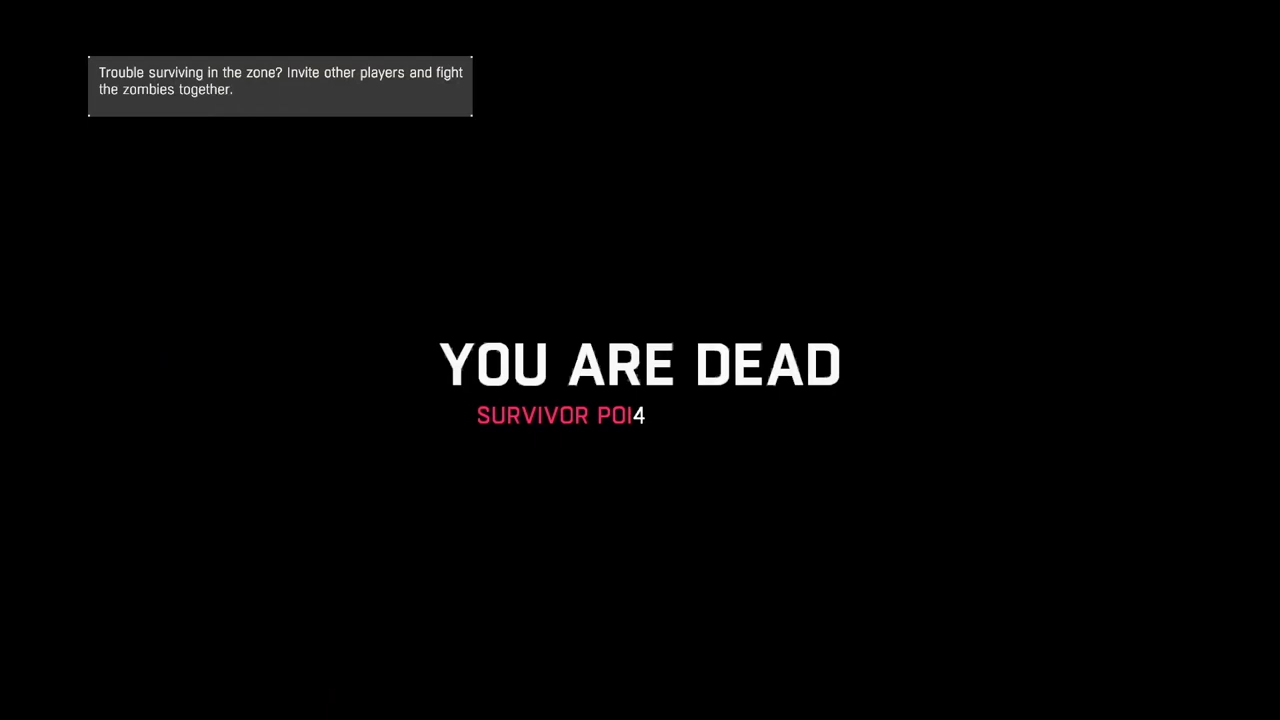 Trouble surviving in the zone? Invite other players and fight
the zombies together.
YOU ARE DEAD
SURVIVOR POI4